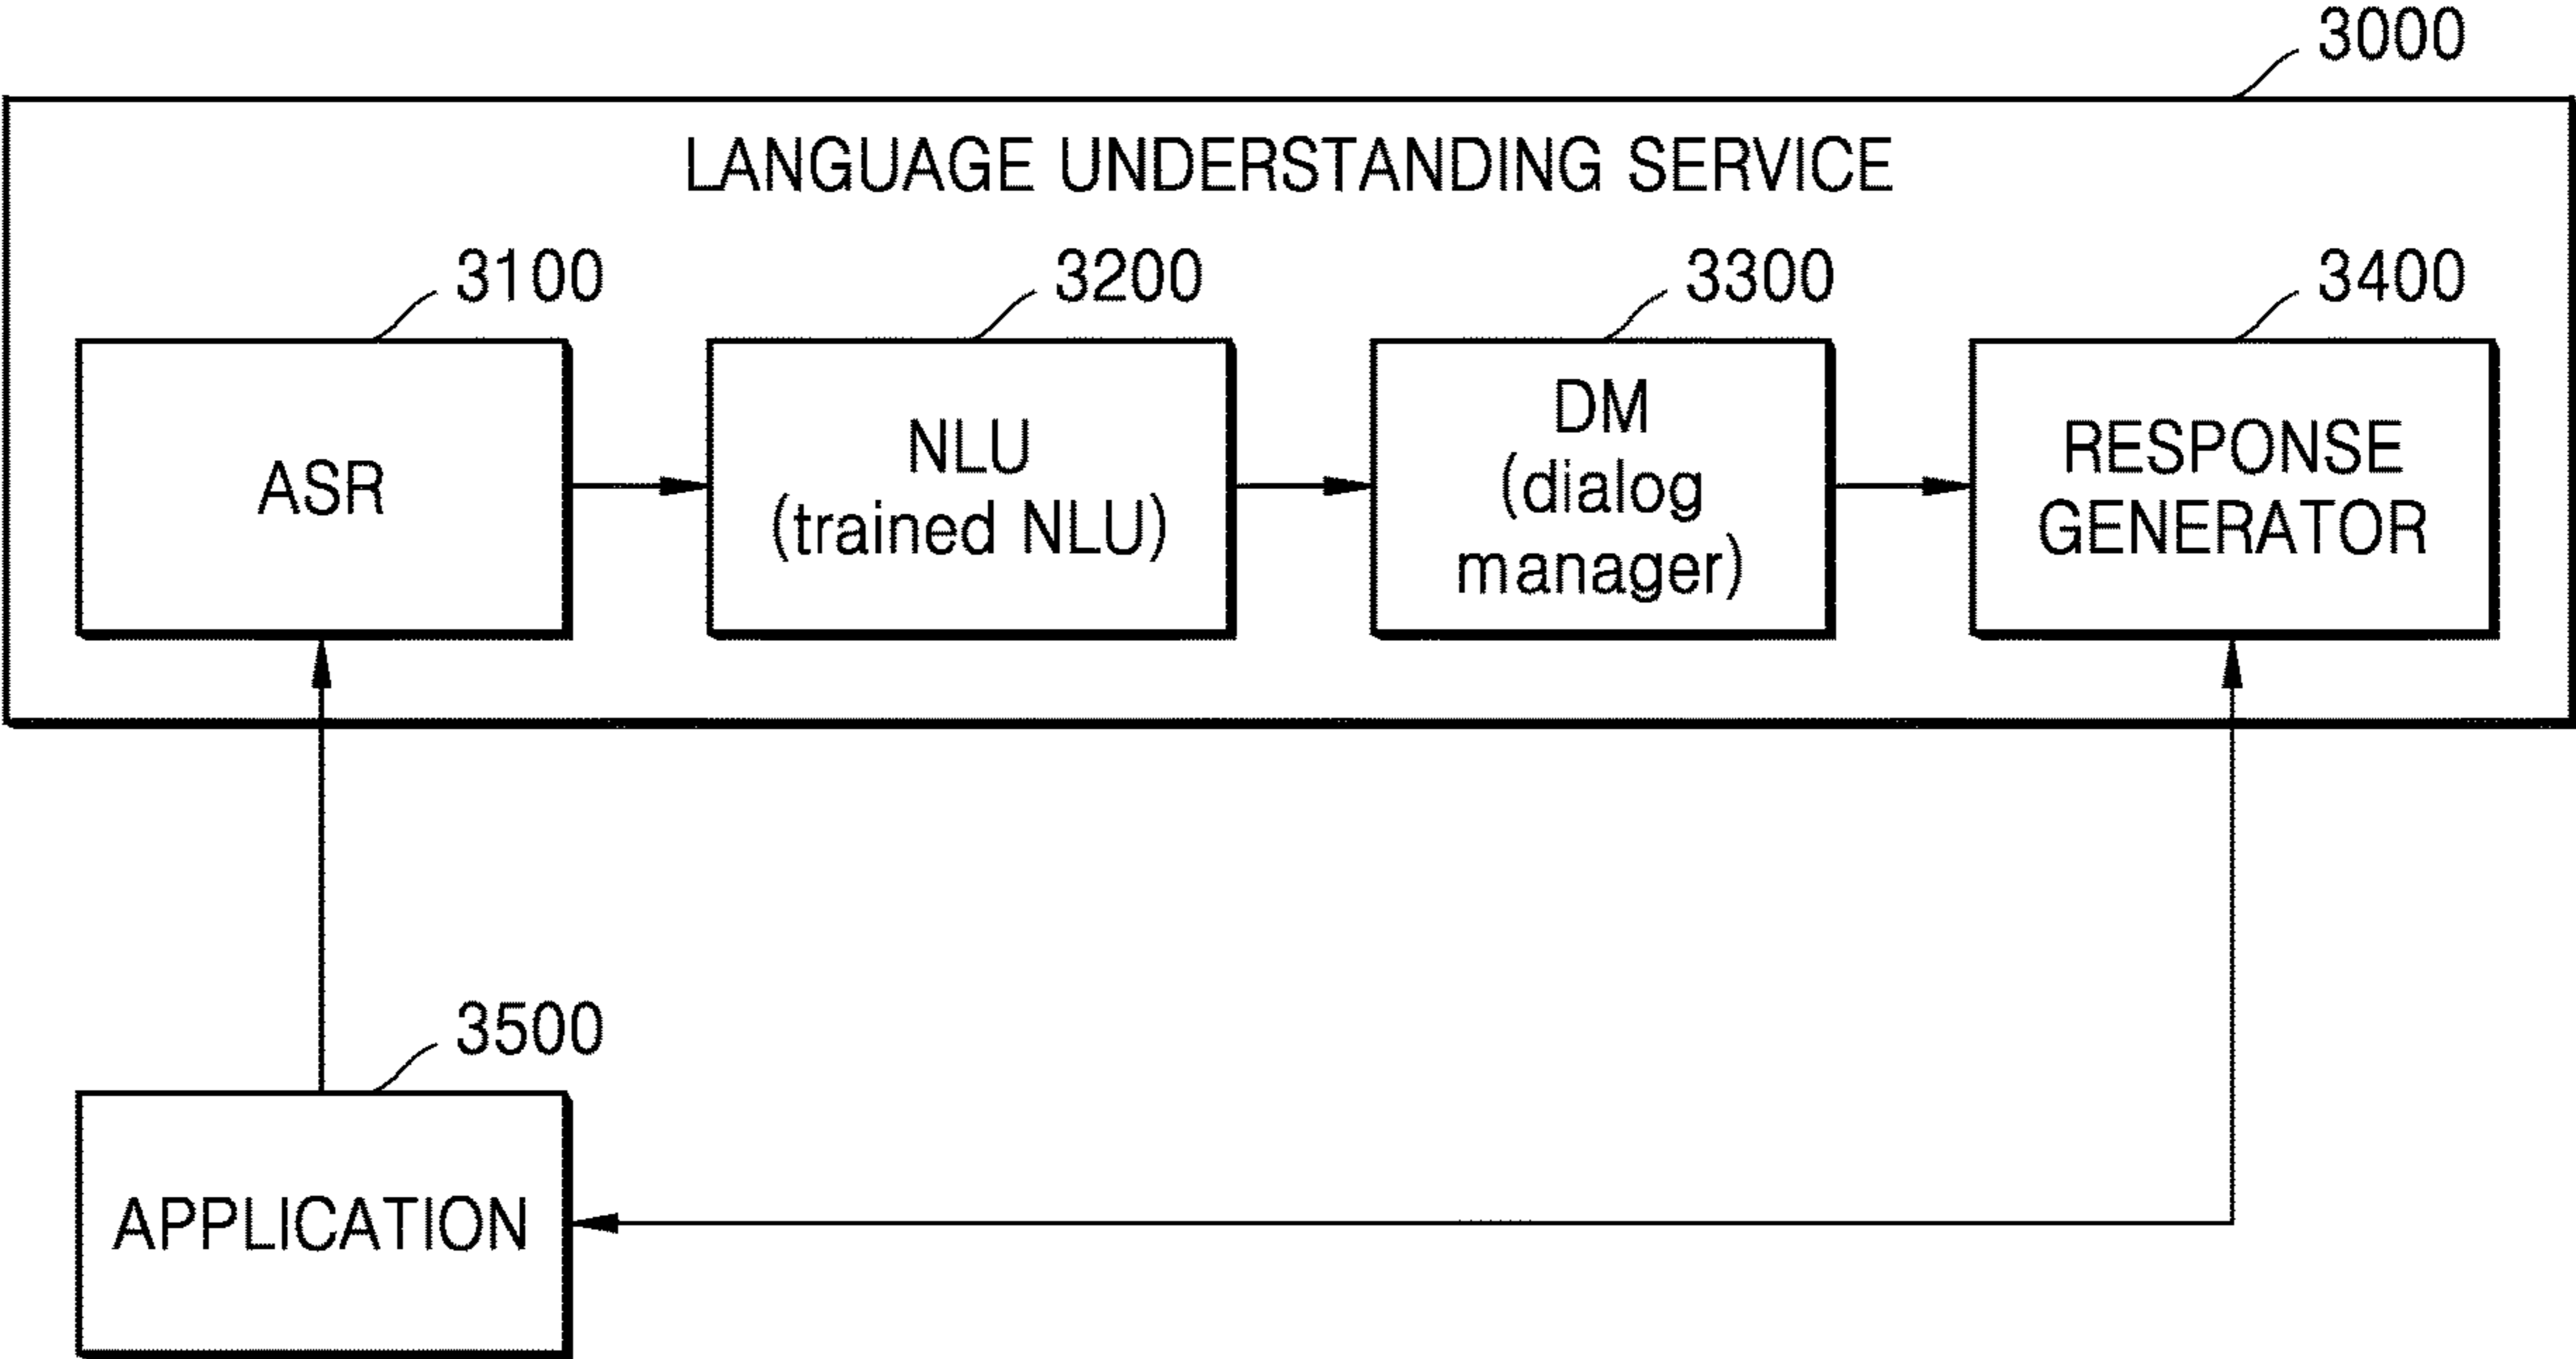 3000
LANGUAGE UNDERSTANDING SERVICE
3100
3200
3300
3400
ASR
NLU
(trained NLU)
DM
(dialog
manager)
RESPONSE
GENERATOR
3500
APPLICATION